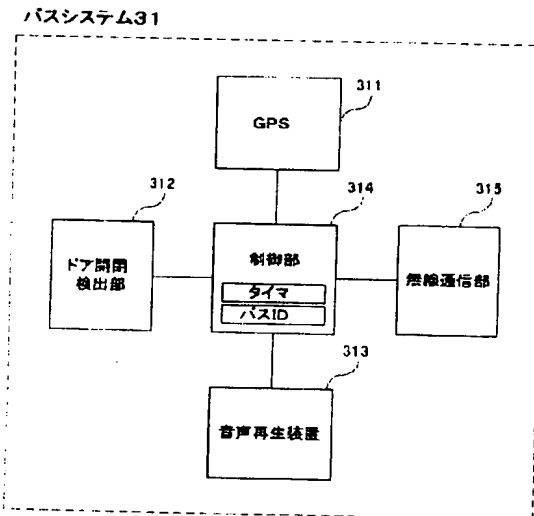 バスシステム31
311
GPS
312
314
315
ドア開閉
検出部
制御部
タイマ
バスID
無線通信部
313
音声再生装置